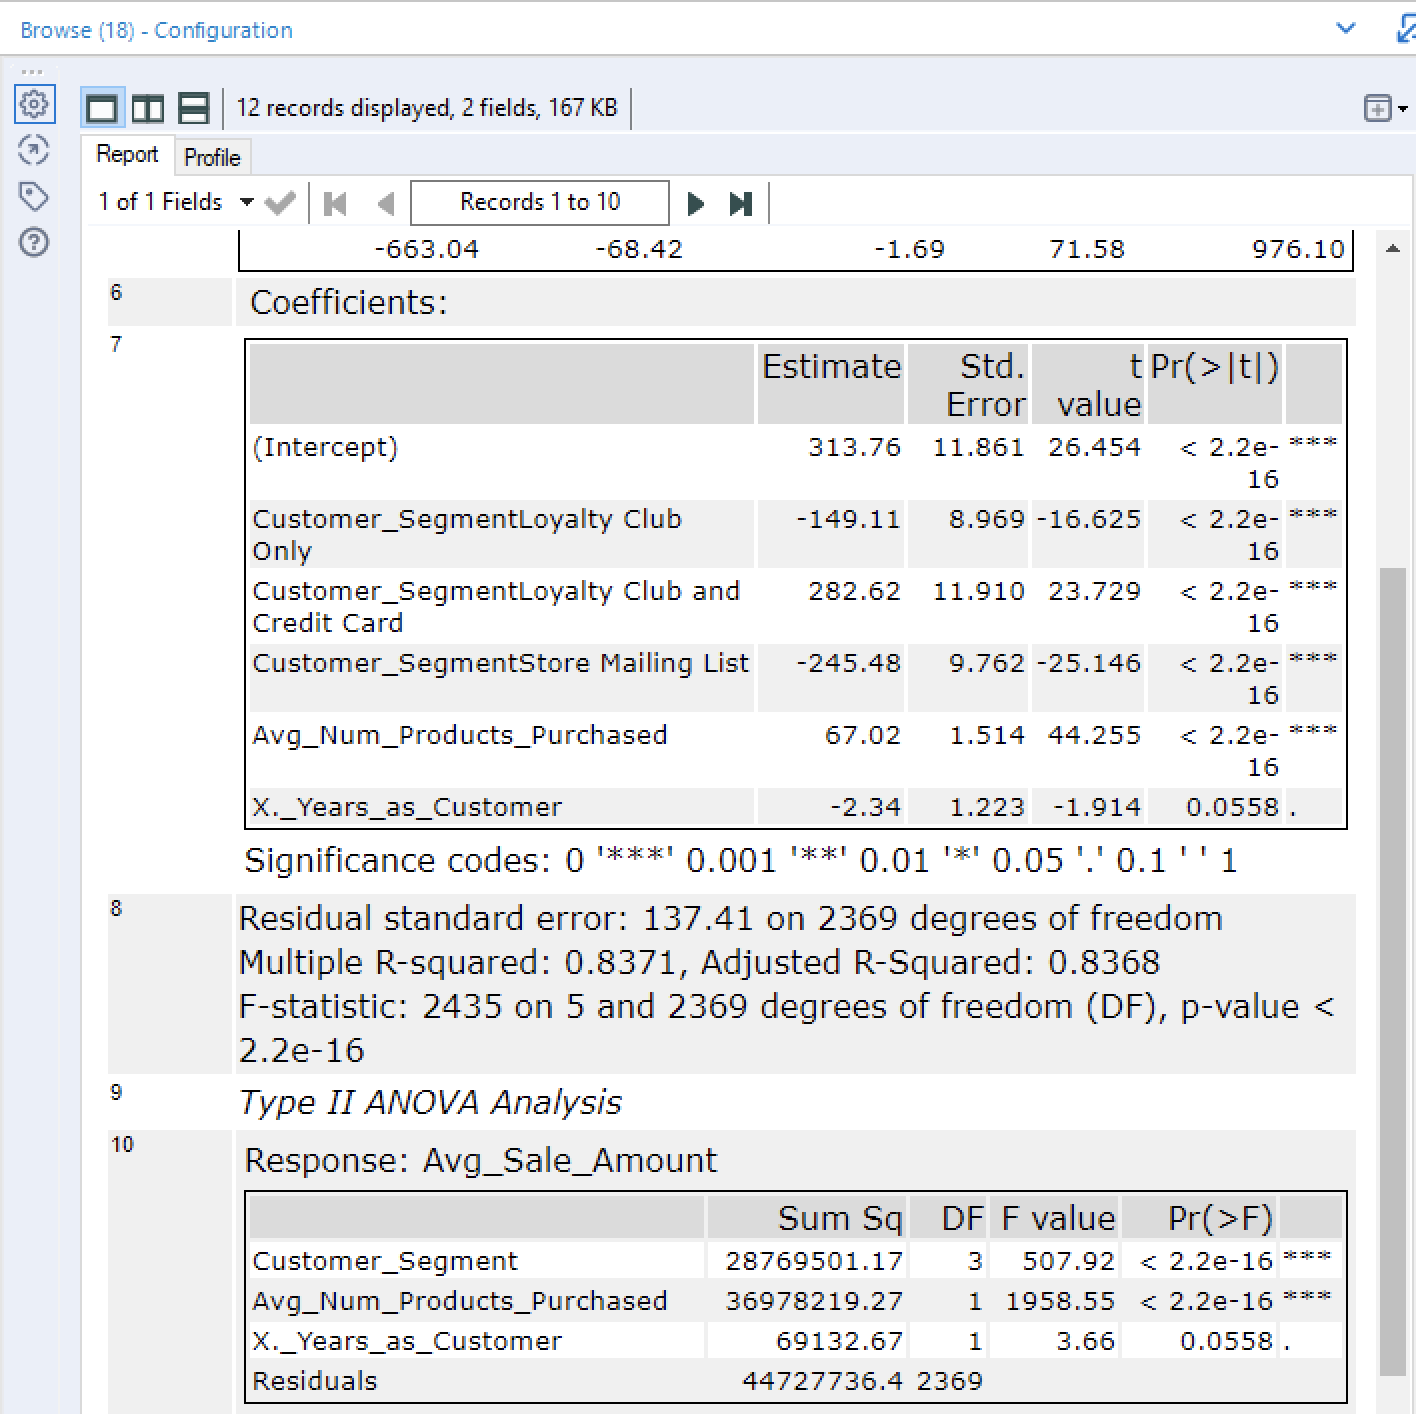 Browse (18) - Configuration
12 records displayed, 2 fields, 167 KB
Report Profile
1 of 1 Fields Records 1 to 10
-663.04 -68.42 -1.69 71.58 976.10
6 Coefficients:
7
Estimate Std. Error t value Pr(>|t|)
(Intercept) 313.76 11.861 26.454 < 2.2e-16 ***
Customer_SegmentLoyalty Club Only -149.11 8.969 -16.625 < 2.2e-16 ***
Customer_SegmentLoyalty Club and Credit Card 282.62 11.910 23.729 < 2.2e-16 ***
Customer_SegmentStore Mailing List -245.48 9.762 -25.146 < 2.2e-16 ***
Avg_Num_Products_Purchased 67.02 1.514 44.255 < 2.2e-16 ***
X._Years_as_Customer -2.34 1.223 -1.914 0.0558 .
Significance codes: 0 '***' 0.001 '**' 0.01 '*' 0.05 '.' 0.1 ' ' 1
8 Residual standard error: 137.41 on 2369 degrees of freedom
Multiple R-squared: 0.8371, Adjusted R-Squared: 0.8368
F-statistic: 2435 on 5 and 2369 degrees of freedom (DF), p-value <
2.2e-16
9 Type II ANOVA Analysis
10 Response: Avg_Sale_Amount
Sum Sq DF F value Pr(>F)
Customer_Segment 28769501.17 3 507.92 < 2.2e-16 ***
Avg_Num_Products_Purchased 36978219.27 1 1958.55 < 2.2e-16 ***
X._Years_as_Customer 69132.67 1 3.66 0.0558 .
Residuals 44727736.4 2369